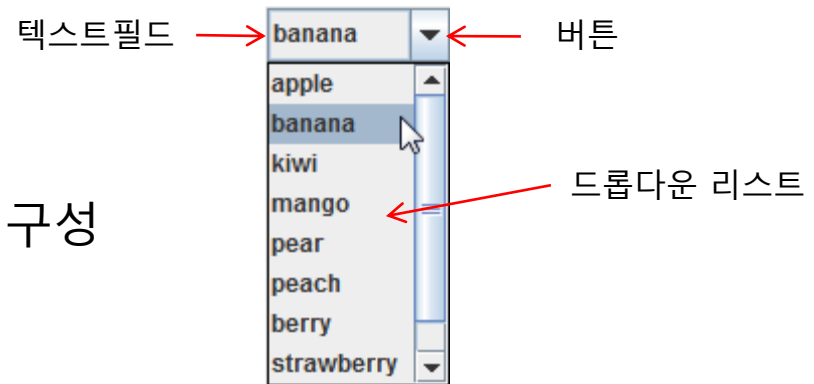 텍스트필드
banana
버튼
apple
banana
kiwi
mango
pear
peach
berry
strawberry
드롭다운 리스트
구성